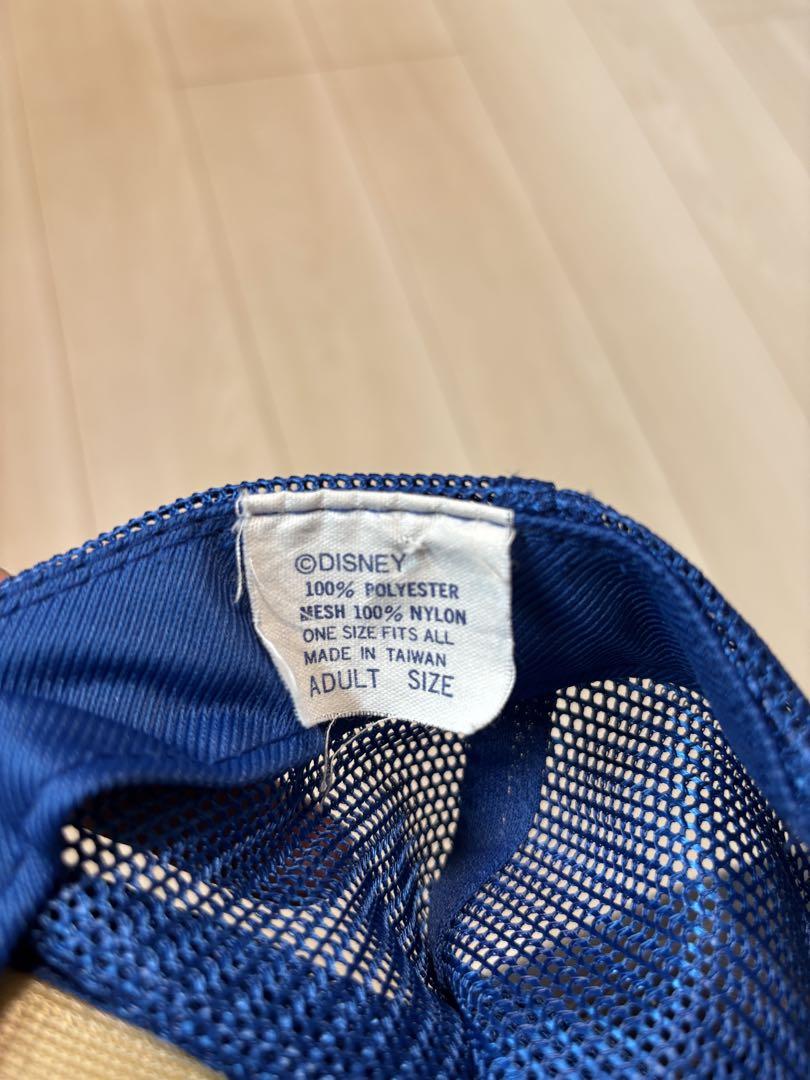 ©DISNEY
100% POLYESTER
MESH 100% NYLON
ONE SIZE FITS ALL
MADE IN TAIWAN
ADULT SIZE